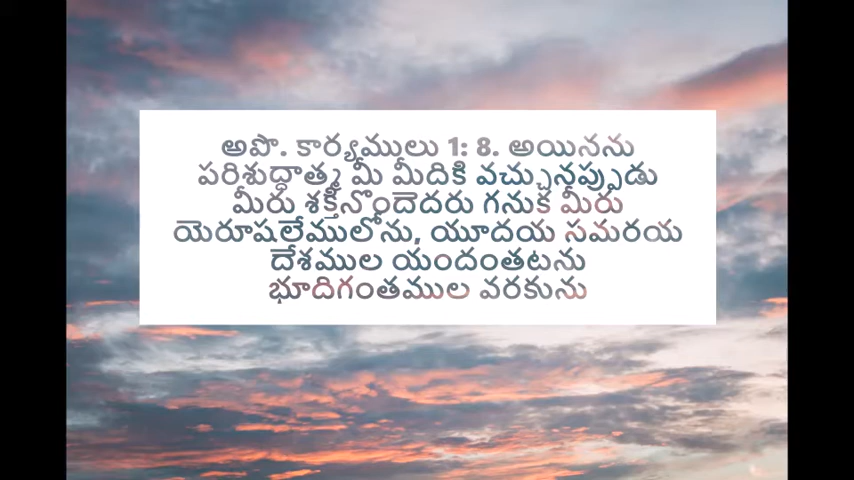 అపొ. కార్యములు 1: 8. అయినను
పరిశుద్ధాత్మ మీ మీదికి వచ్చునప్పుడు
మీరు శక్తినొందెదరు గనుక మీరు
యెరూషలేములోను, యూదయ సమరయ
దేశముల యందంతటను
భూదిగంతముల వరకును